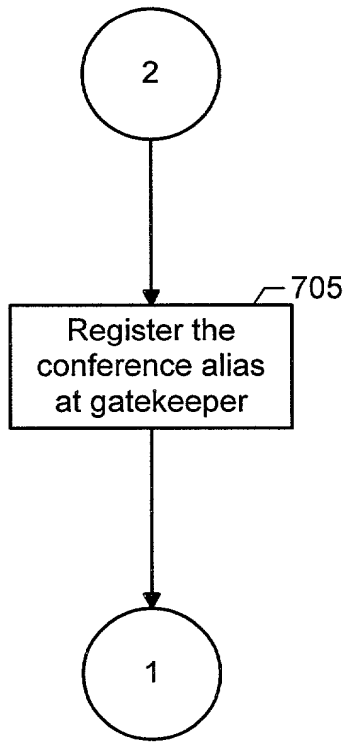 2
705
Register the
conference alias
at gatekeeper
1